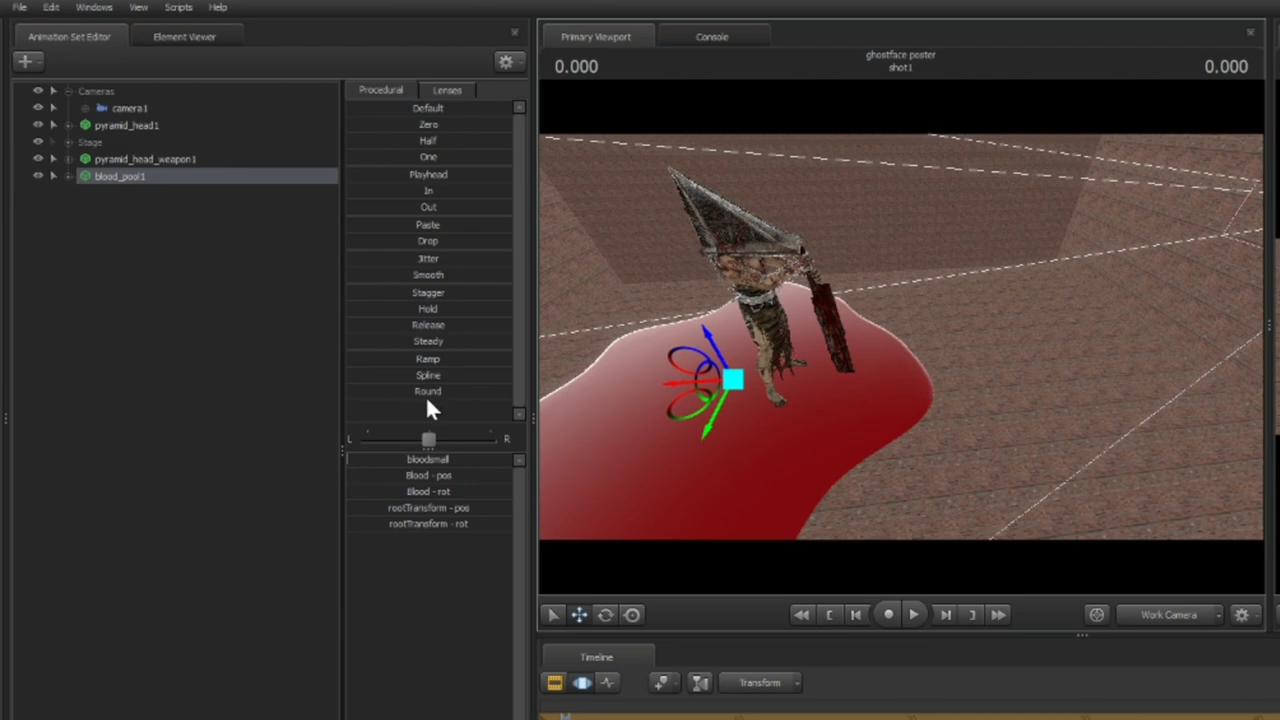 File Edit Windows View Scripts Help
Animation Set Editor Element Viewer
Primary Viewport Console
0.000 ghostface poster 0.000
shot1
Cameras
camera1
pyramid_head1
Stage
pyramid_head_weapon1
blood_pool1
Procedural Lenses
Default
Zero
Half
One
Playhead
In
Out
Paste
Drop
Jitter
Smooth
Stagger
Hold
Release
Steady
Ramp
Spline
Round
L R
bloodsmall
Blood - pos
Blood - rot
rootTransform - pos
rootTransform - rot
Work Camera
Timeline
Transform